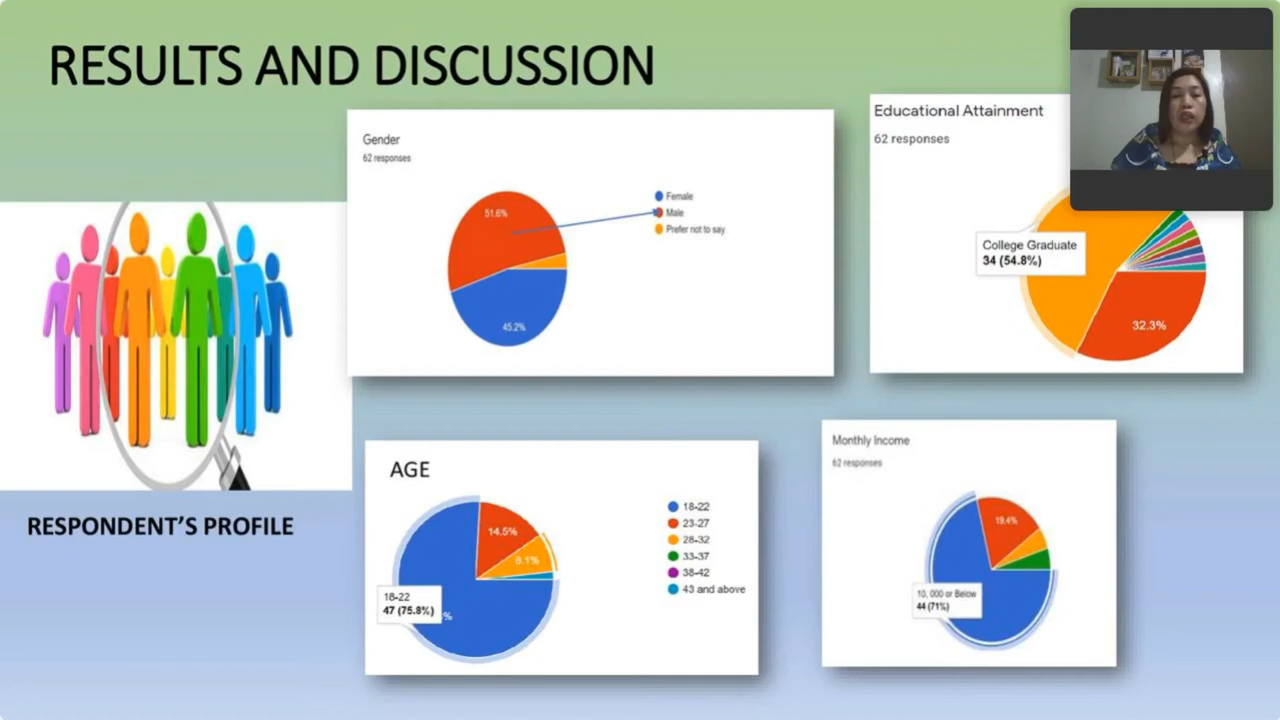 RESULTS AND DISCUSSION
Gender
62 responses
51.6%
45.2%
Female
Male
Prefer not to say
Educational Attainment
62 responses
College Graduate
34 (54.8%)
32.3%
RESPONDENT'S PROFILE
AGE
14.5%
8.1%
18-22
47 (75.8%)
%
18-22
23-27
28-32
33-37
38-42
43 and above
Monthly Income
62 responses
19.4%
10, 000 or Below
44 (71%)